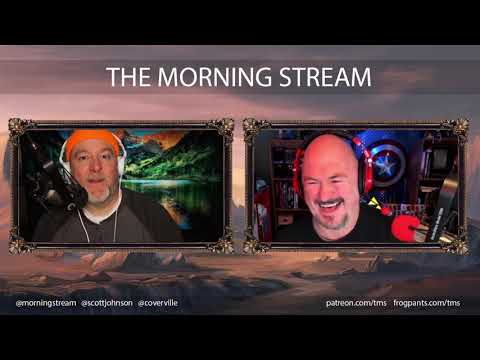 THE MORNING STREAM
@morningstream @scottjohnson @coverville
patreon.com/tms frogpants.com/tms